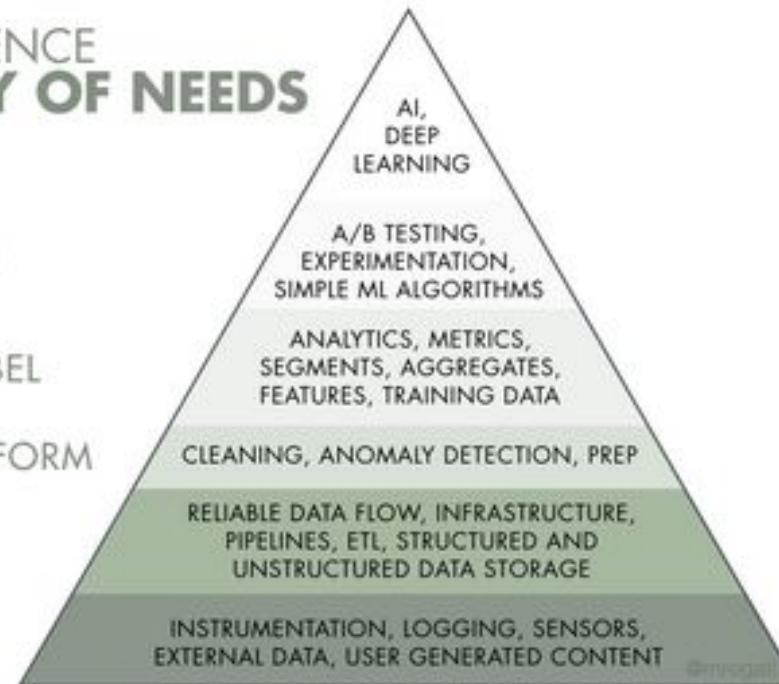 ENCE
Y OF NEEDS
AI,
DEEP
LEARNING
A/B TESTING,
EXPERIMENTATION,
SIMPLE ML ALGORITHMS
BEL
ANALYTICS, METRICS,
SEGMENTS, AGGREGATES,
FEATURES, TRAINING DATA
FORM
CLEANING, ANOMALY DETECTION, PREP
RELIABLE DATA FLOW, INFRASTRUCTURE,
PIPELINES, ETL, STRUCTURED AND
UNSTRUCTURED DATA STORAGE
INSTRUMENTATION, LOGGING, SENSORS,
EXTERNAL DATA, USER GENERATED CONTENT